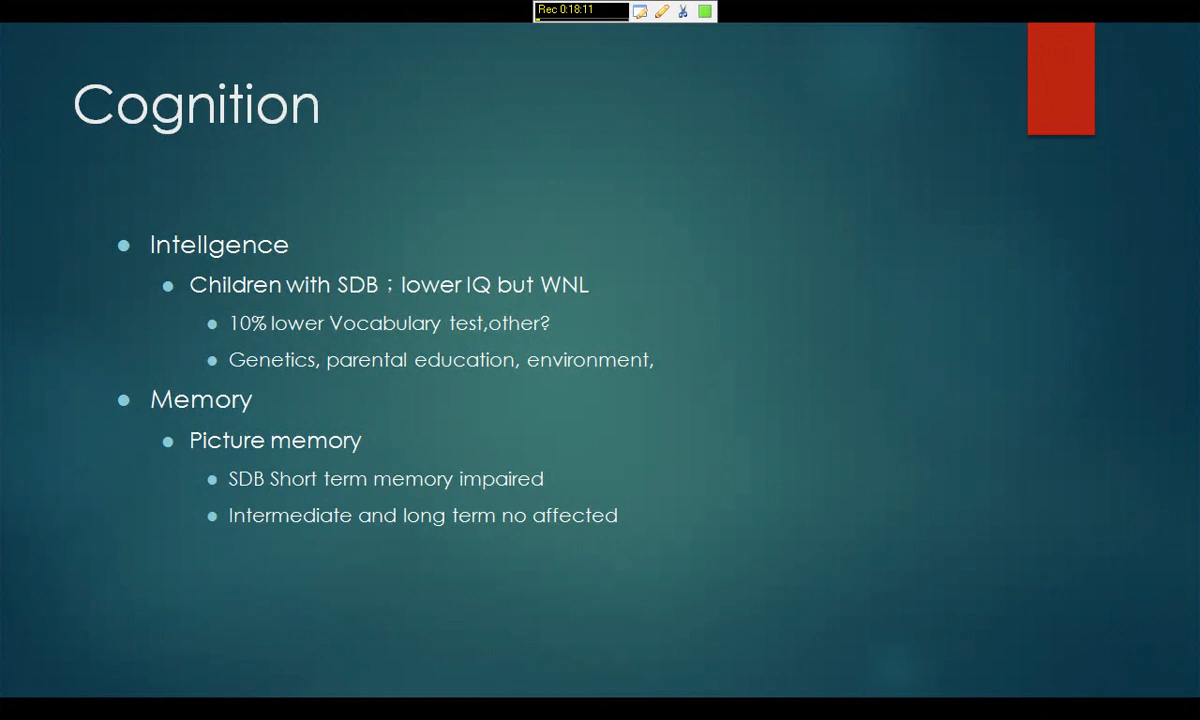 Rec 0:18:11
Cognition
Intellgence
Children with SDB；lower IQ but WNL
10% lower Vocabulary test,other?
Genetics, parental education, environment,
Memory
Picture memory
SDB Short term memory impaired
Intermediate and long term no affected